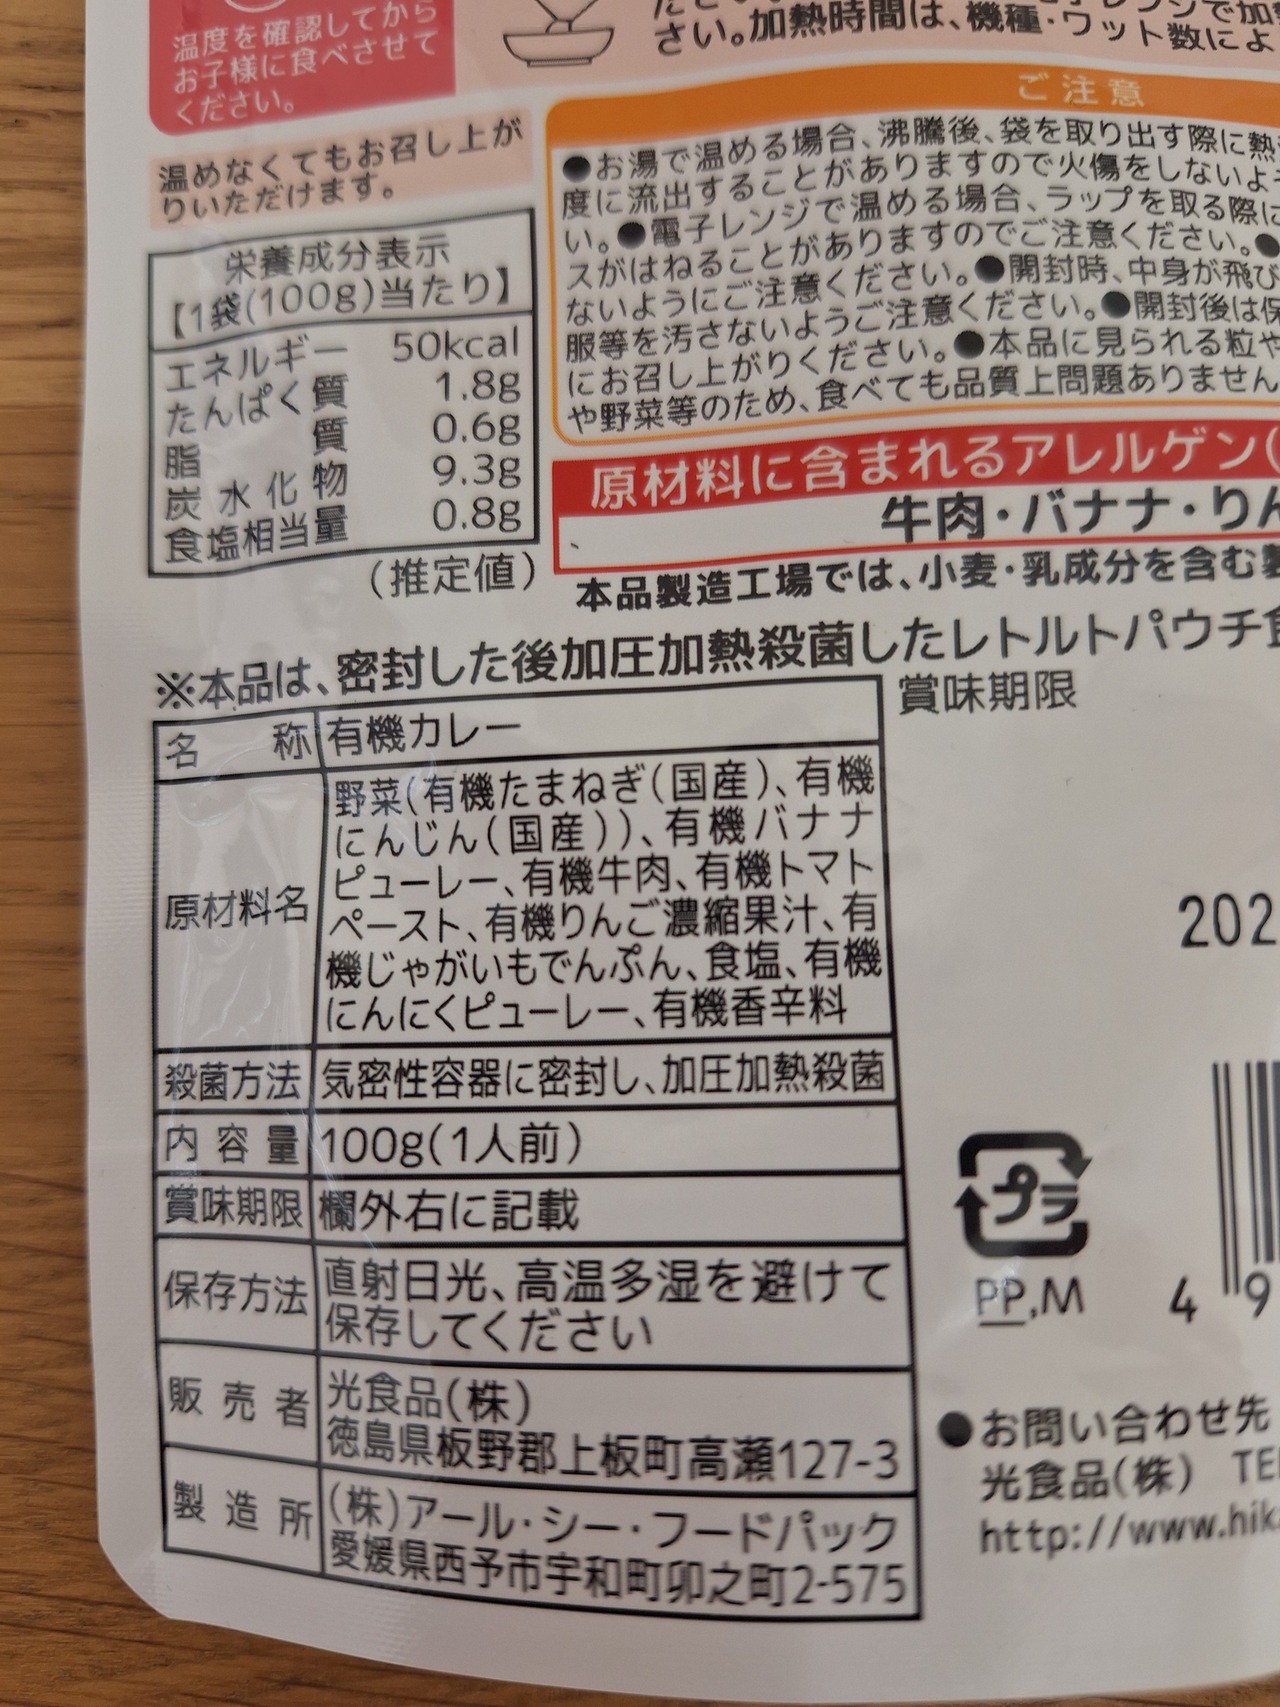 温度を確認してから
お子様に食べさせて
ください。
さい。加熱時間は、機種・ワット数によ
温めなくてもお召し上が
りいただけます。
栄養成分表示
【1袋(100g)当たり】
エネルギー 50kcal
たんぱく質 1.8g
脂質 0.6g
炭水化物 9.3g
食塩相当量 0.8g
(推定値)
ご注意
●お湯で温める場合、沸騰後、袋を取り出す際に熱
度に流出することがありますので火傷をしないよ
い。●電子レンジで温める場合、ラップを取る際に
スがはねることがありますのでご注意ください。●
ないようにご注意ください。●開封時、中身が飛び
服等を汚さないようご注意ください。●開封後は保
にお召し上がりください。●本品に見られる粒や
や野菜等のため、食べても品質上問題ありません
原材料に含まれるアレルゲン(
牛肉・バナナ・りん
本品製造工場では、小麦・乳成分を含む
※本品は、密封した後加圧加熱殺菌したレトルトパウチ
名称 有機カレー
原材料名 野菜(有機たまねぎ(国産)、有機
にんじん(国産))、有機バナナ
ピューレー、有機牛肉、有機トマト
ペースト、有機りんご濃縮果汁、有
機じゃがいもでんぷん、食塩、有機
にんにくピューレー、有機香辛料
殺菌方法 気密性容器に密封し、加圧加熱殺菌
内容量 100g(1人前)
賞味期限 欄外右に記載
保存方法 直射日光、高温多湿を避けて
保存してください
販売者 光食品(株)
徳島県板野郡上板町高瀬127-3
製造所 (株)アール・シー・フードパック
愛媛県西予市宇和町卯之町2-575
賞味期限
202
プラ
PP,M
4 9
●お問い合わせ先
光食品(株) TE
http://www.hik